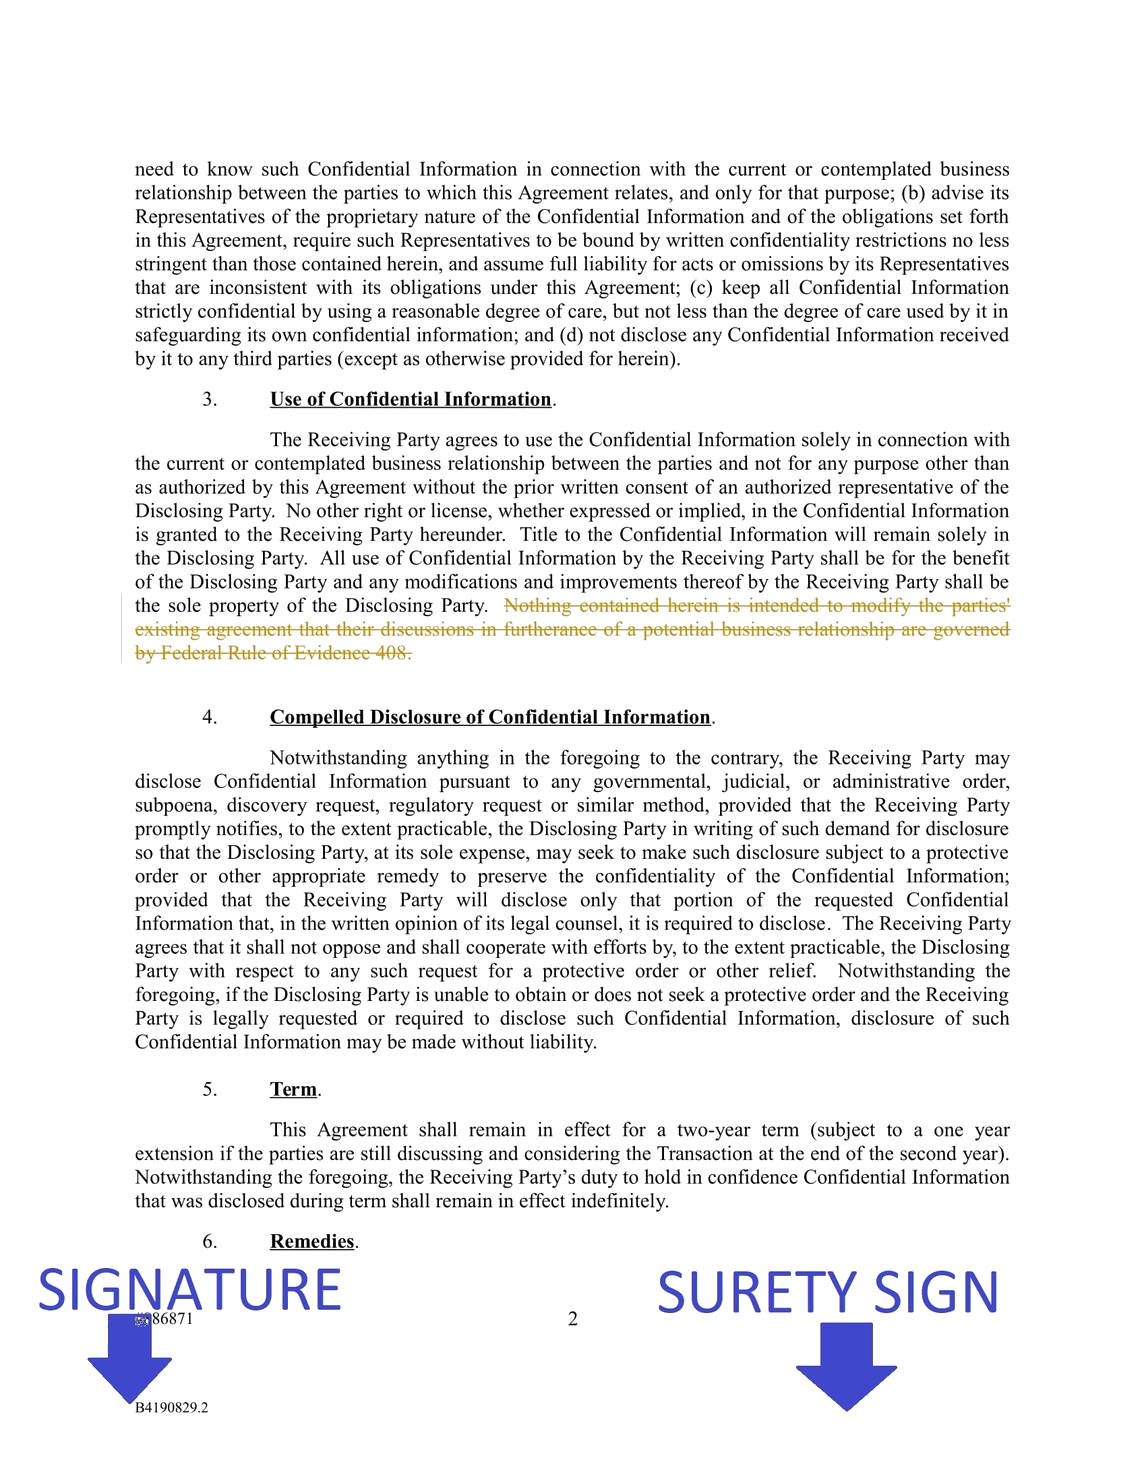 need to know such Confidential Information in connection with the current or contemplated business
relationship between the parties to which this Agreement relates, and only for that purpose; (b) advise its
Representatives of the proprietary nature of the Confidential Information and of the obligations set forth
in this Agreement, require such Representatives to be bound by written confidentiality restrictions no less
stringent than those contained herein, and assume full liability for acts or omissions by its Representatives
that are inconsistent with its obligations under this Agreement; (c) keep all Confidential Information
strictly confidential by using a reasonable degree of care, but not less than the degree of care used by it in
safeguarding its own confidential information; and (d) not disclose any Confidential Information received
by it to any third parties (except as otherwise provided for herein).
3. Use of Confidential Information.
The Receiving Party agrees to use the Confidential Information solely in connection with
the current or contemplated business relationship between the parties and not for any purpose other than
as authorized by this Agreement without the prior written consent of an authorized representative of the
Disclosing Party. No other right or license, whether expressed or implied, in the Confidential Information
is granted to the Receiving Party hereunder. Title to the Confidential Information will remain solely in
the Disclosing Party. All use of Confidential Information by the Receiving Party shall be for the benefit
of the Disclosing Party and any modifications and improvements thereof by the Receiving Party shall be
the sole property of the Disclosing Party. Nothing contained herein is intended to modify the parties'
existing agreement that their discussions in furtherance of a potential business relationship are governed
by Federal Rule of Evidence 408.
4. Compelled Disclosure of Confidential Information.
Notwithstanding anything in the foregoing to the contrary, the Receiving Party may
disclose Confidential Information pursuant to any governmental, judicial, or administrative order,
subpoena, discovery request, regulatory request or similar method, provided that the Receiving Party
promptly notifies, to the extent practicable, the Disclosing Party in writing of such demand for disclosure
so that the Disclosing Party, at its sole expense, may seek to make such disclosure subject to a protective
order or other appropriate remedy to preserve the confidentiality of the Confidential Information;
provided that the Receiving Party will disclose only that portion of the requested Confidential
Information that, in the written opinion of its legal counsel, it is required to disclose. The Receiving Party
agrees that it shall not oppose and shall cooperate with efforts by, to the extent practicable, the Disclosing
Party with respect to any such request for a protective order or other relief. Notwithstanding the
foregoing, if the Disclosing Party is unable to obtain or does not seek a protective order and the Receiving
Party is legally requested or required to disclose such Confidential Information, disclosure of such
Confidential Information may be made without liability.
5. Term.
This Agreement shall remain in effect for a two-year term (subject to a one year
extension if the parties are still discussing and considering the Transaction at the end of the second year).
Notwithstanding the foregoing, the Receiving Party’s duty to hold in confidence Confidential Information
that was disclosed during term shall remain in effect indefinitely.
6. Remedies.
SIGNATURE SURETY SIGN
86871 2
B4190829.2